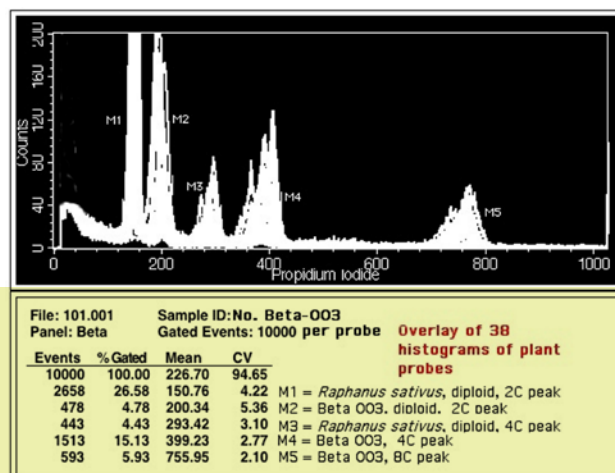 200
160
120
80
40
0
Counts
M1
M2
M3
M4
M5
0 200 400 600 800 1000
Propidium Iodide
File: 101.001 Sample ID: No. Beta-003
Panel: Beta Gated Events: 10000 per probe
Overlay of 38
histograms of plant
probes
Events % Gated Mean CV
10000 100.00 226.70 94.65
2658 26.58 150.76 4.22 M1 = Raphanus sativus, diploid, 2C peak
478 4.78 200.34 5.36 M2 = Beta 003. diploid. 2C peak
443 4.43 293.42 3.10 M3 = Raphanus sativus, diploid, 4C peak
1513 15.13 399.23 2.77 M4 = Beta 003, 4C peak
593 5.93 755.95 2.10 M5 = Beta 003, 8C peak